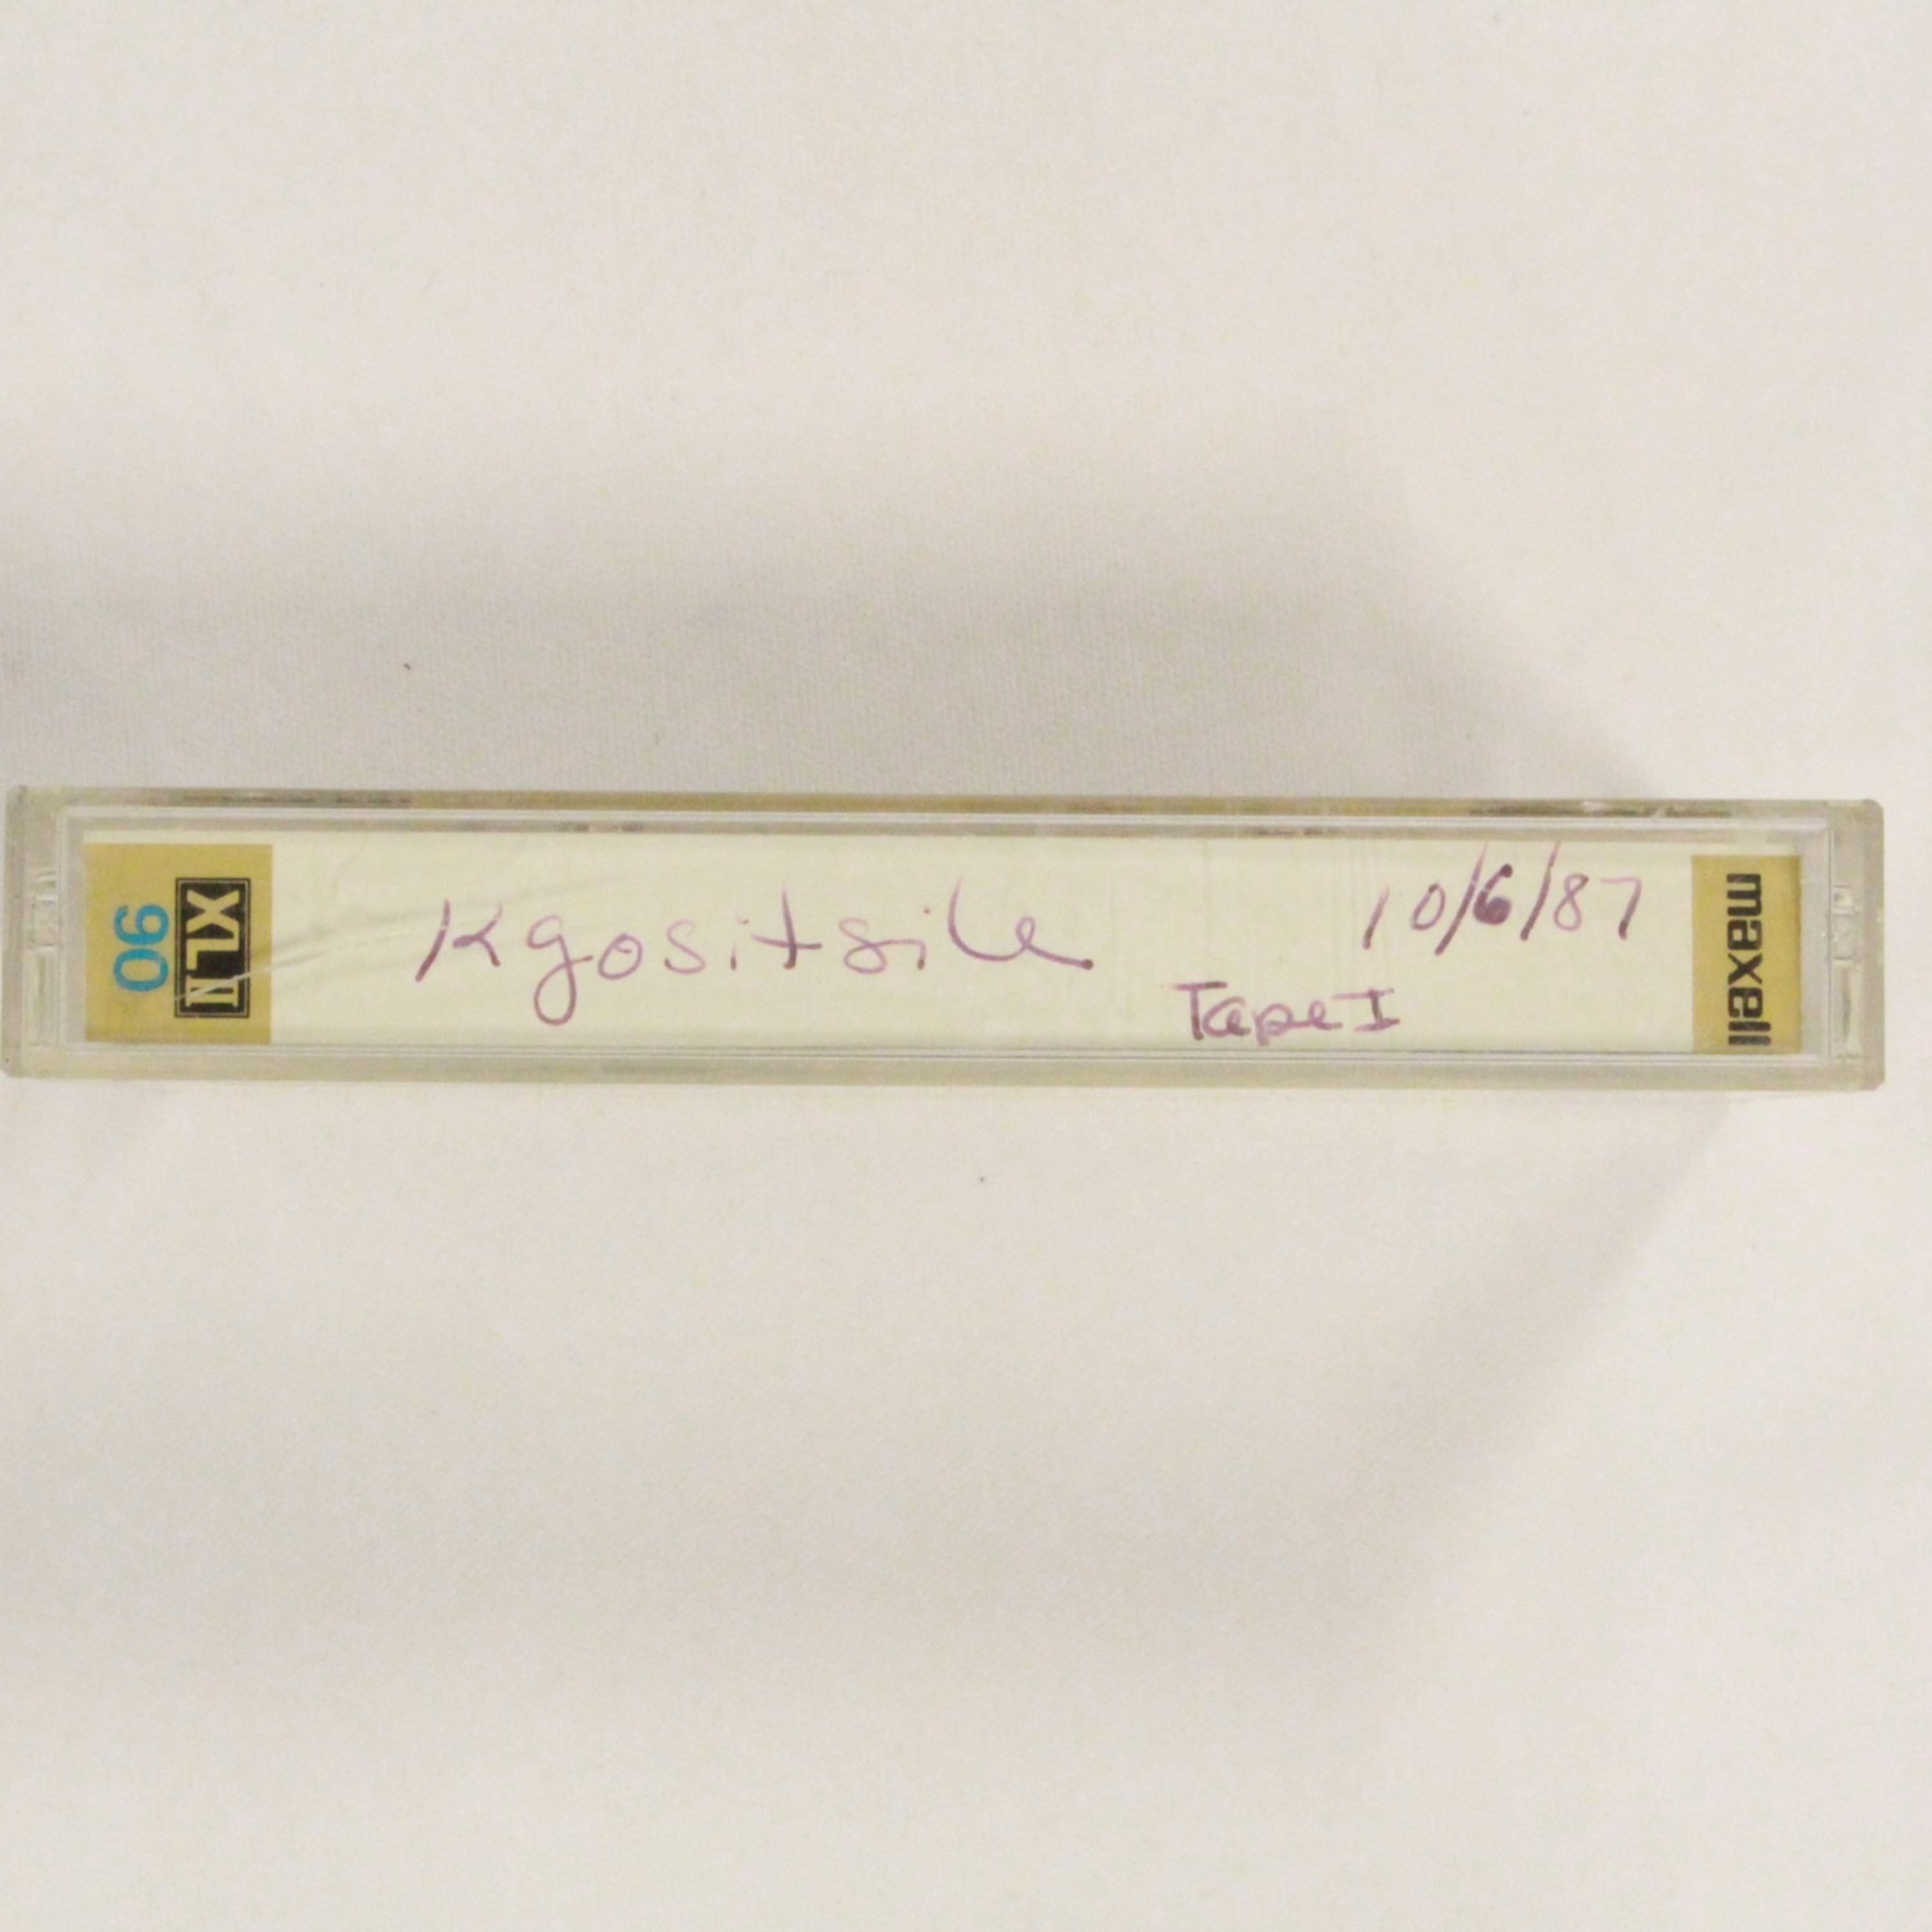 XLII
90
Kgositsile
10/6/87
Tape I
maxell